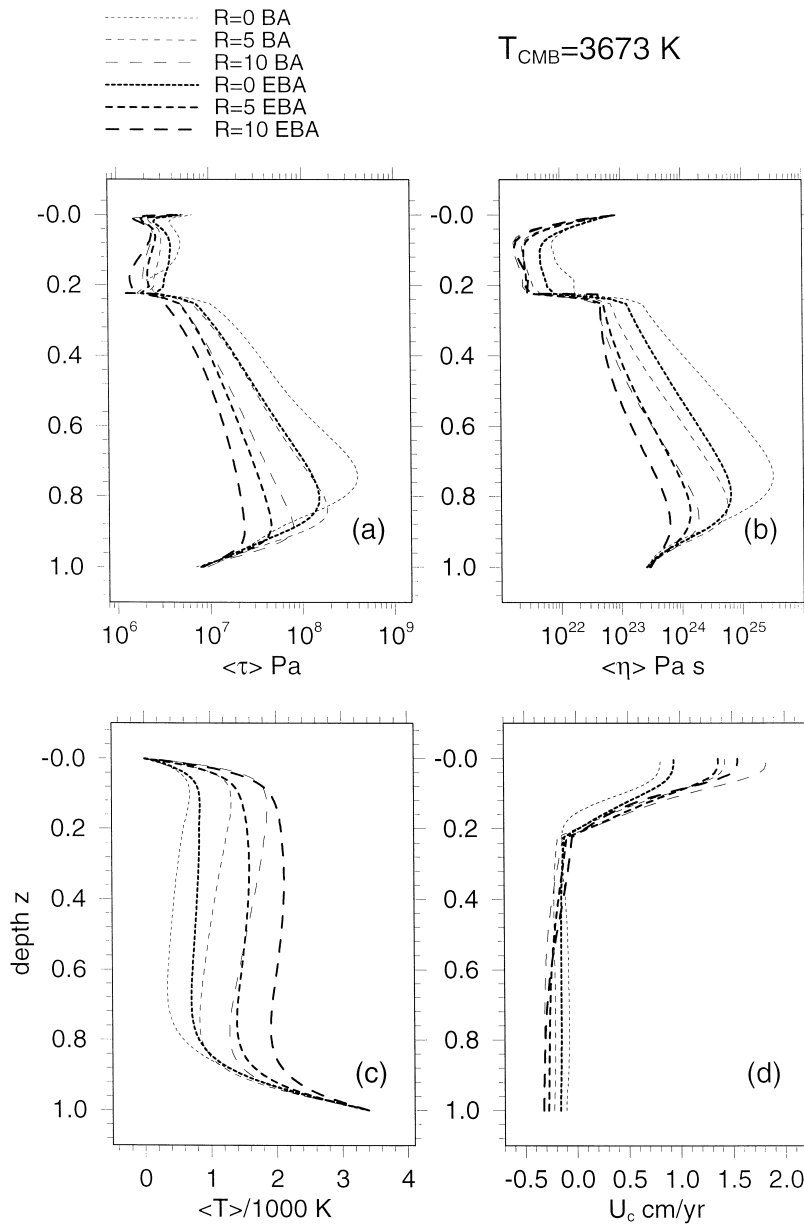 R=0 BA
R=5 BA
R=10 BA
R=0 EBA
R=5 EBA
R=10 EBA
T_CMB=3673 K
-0.0
0.2
0.4
0.6
0.8
1.0
(a)
10^6 10^7 10^8 10^9
<τ> Pa
-0.0
0.2
0.4
0.6
0.8
1.0
(b)
10^22 10^23 10^24 10^25
<η> Pa s
depth z
-0.0
0.2
0.4
0.6
0.8
1.0
(c)
0 1 2 3 4
<T>/1000 K
-0.0
0.2
0.4
0.6
0.8
1.0
(d)
-0.5 0.0 0.5 1.0 1.5 2.0
U_c cm/yr